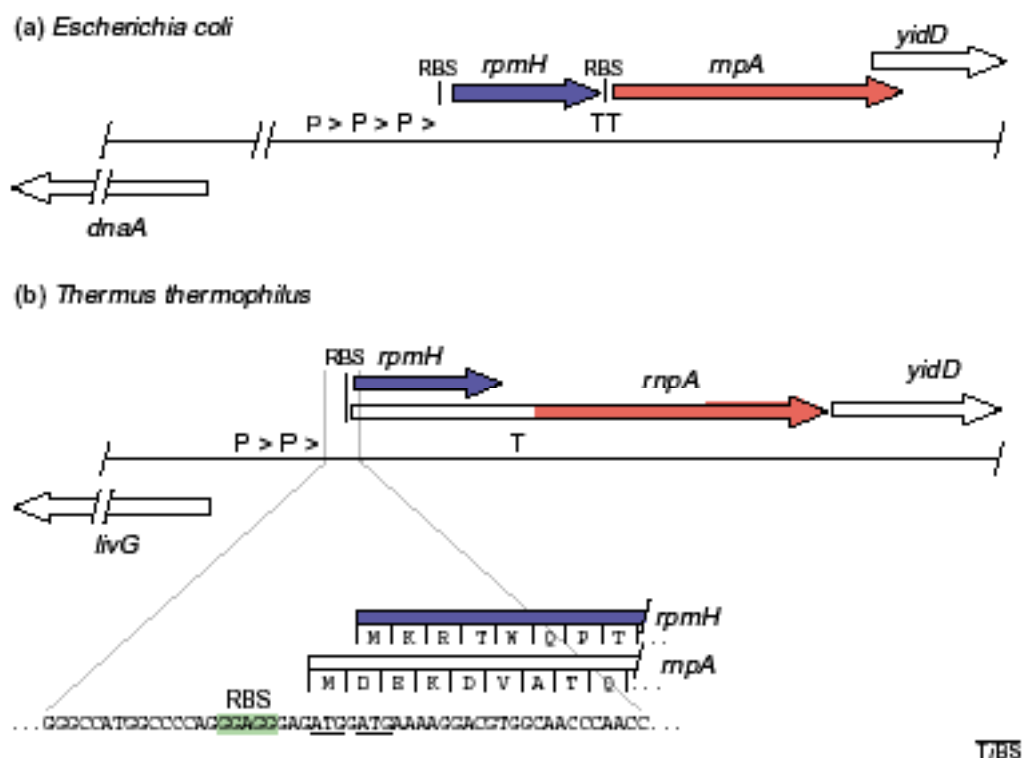 (a) Escherichia coli
yidD
RBS rpmH RBS rnpA
P > P > P > TT
dnaA
(b) Thermus thermophilus
RBS rpmH
rnpA yidD
P > P > T
livG
rpmH
M K R T W Q P T ...
rnpA
M D E K D V A T Q ...
RBS
...GGGCCATGGCCCCAGGGAGGGAGATGGATGAAAAGGACGTGGCAACCCAACC...
TiBS